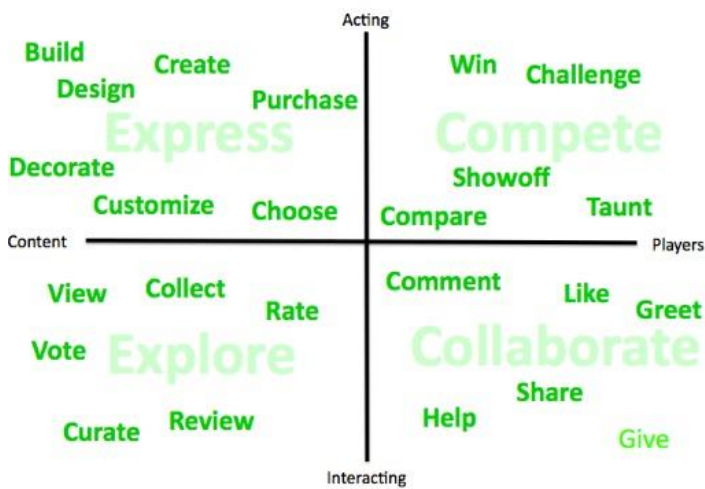 Acting
Build
Create
Design
Purchase
Express
Decorate
Customize
Choose
Win
Challenge
Compete
Showoff
Taunt
Compare
Content
Players
View
Collect
Rate
Vote
Explore
Curate
Review
Comment
Like
Greet
Collaborate
Share
Help
Give
Interacting